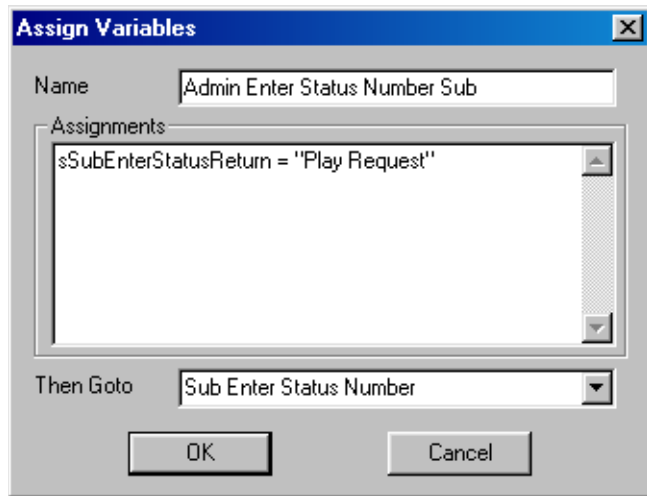 Assign Variables
Name
Admin Enter Status Number Sub
Assignments
sSubEnterStatusReturn = "Play Request"
Then Goto
Sub Enter Status Number
OK
Cancel